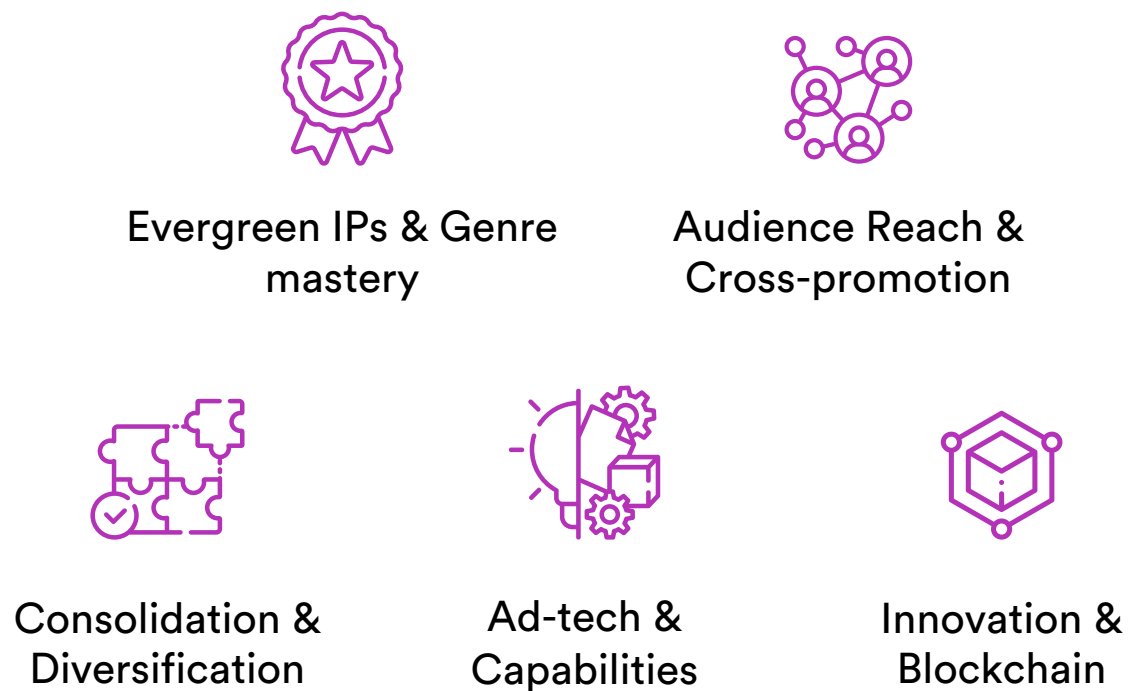 Evergreen IPs & Genre
mastery
Audience Reach &
Cross-promotion
Consolidation &
Diversification
Ad-tech &
Capabilities
Innovation &
Blockchain